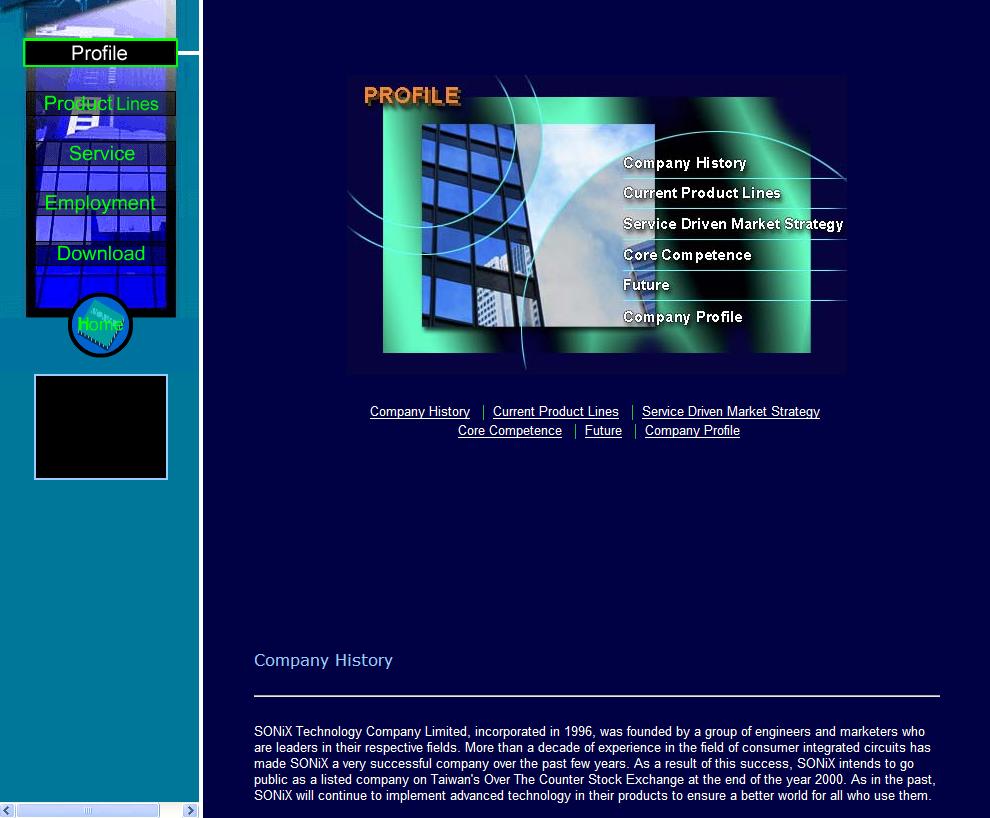 Profile
Product Lines
Service
Employment
Download
Home
PROFILE
Company History
Current Product Lines
Service Driven Market Strategy
Core Competence
Future
Company Profile
Company History | Current Product Lines | Service Driven Market Strategy
Core Competence | Future | Company Profile
Company History
SONiX Technology Company Limited, incorporated in 1996, was founded by a group of engineers and marketers who
are leaders in their respective fields. More than a decade of experience in the field of consumer integrated circuits has
made SONiX a very successful company over the past few years. As a result of this success, SONiX intends to go
public as a listed company on Taiwan's Over The Counter Stock Exchange at the end of the year 2000. As in the past,
SONiX will continue to implement advanced technology in their products to ensure a better world for all who use them.